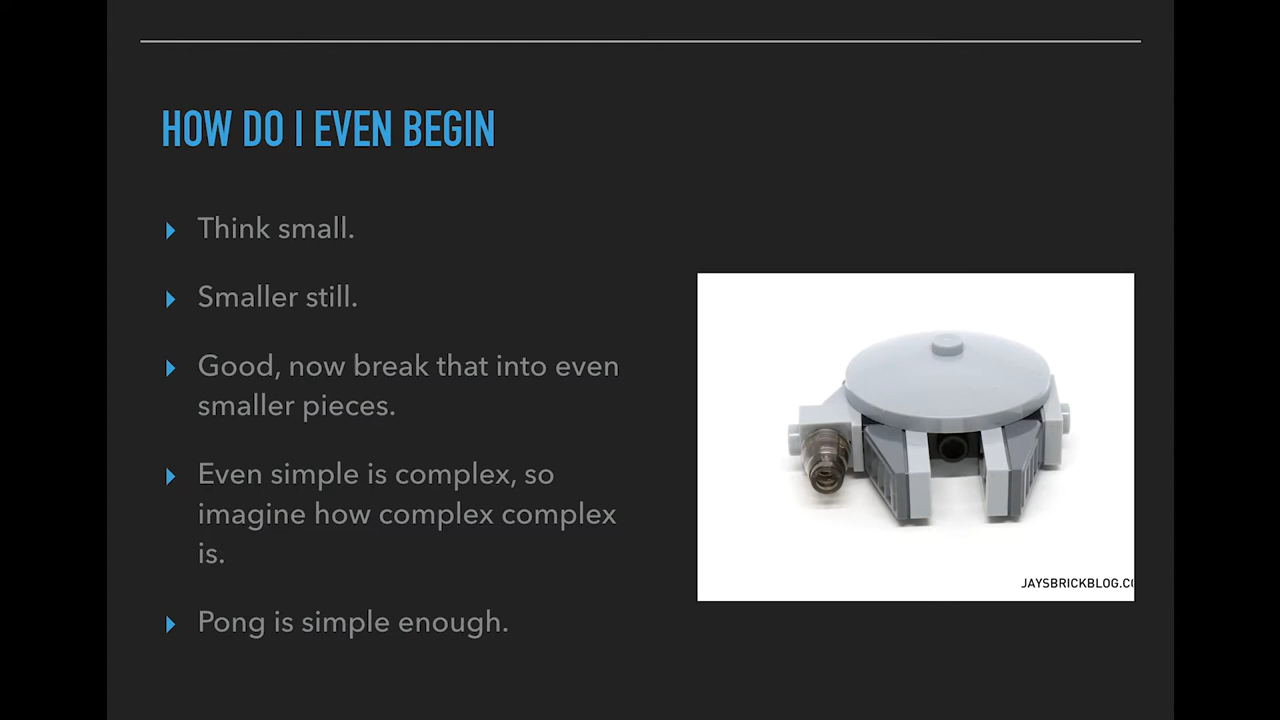 HOW DO I EVEN BEGIN
Think small.
Smaller still.
Good, now break that into even
smaller pieces.
Even simple is complex, so
imagine how complex complex
is.
Pong is simple enough.
JAYSBRICKBLOG.C